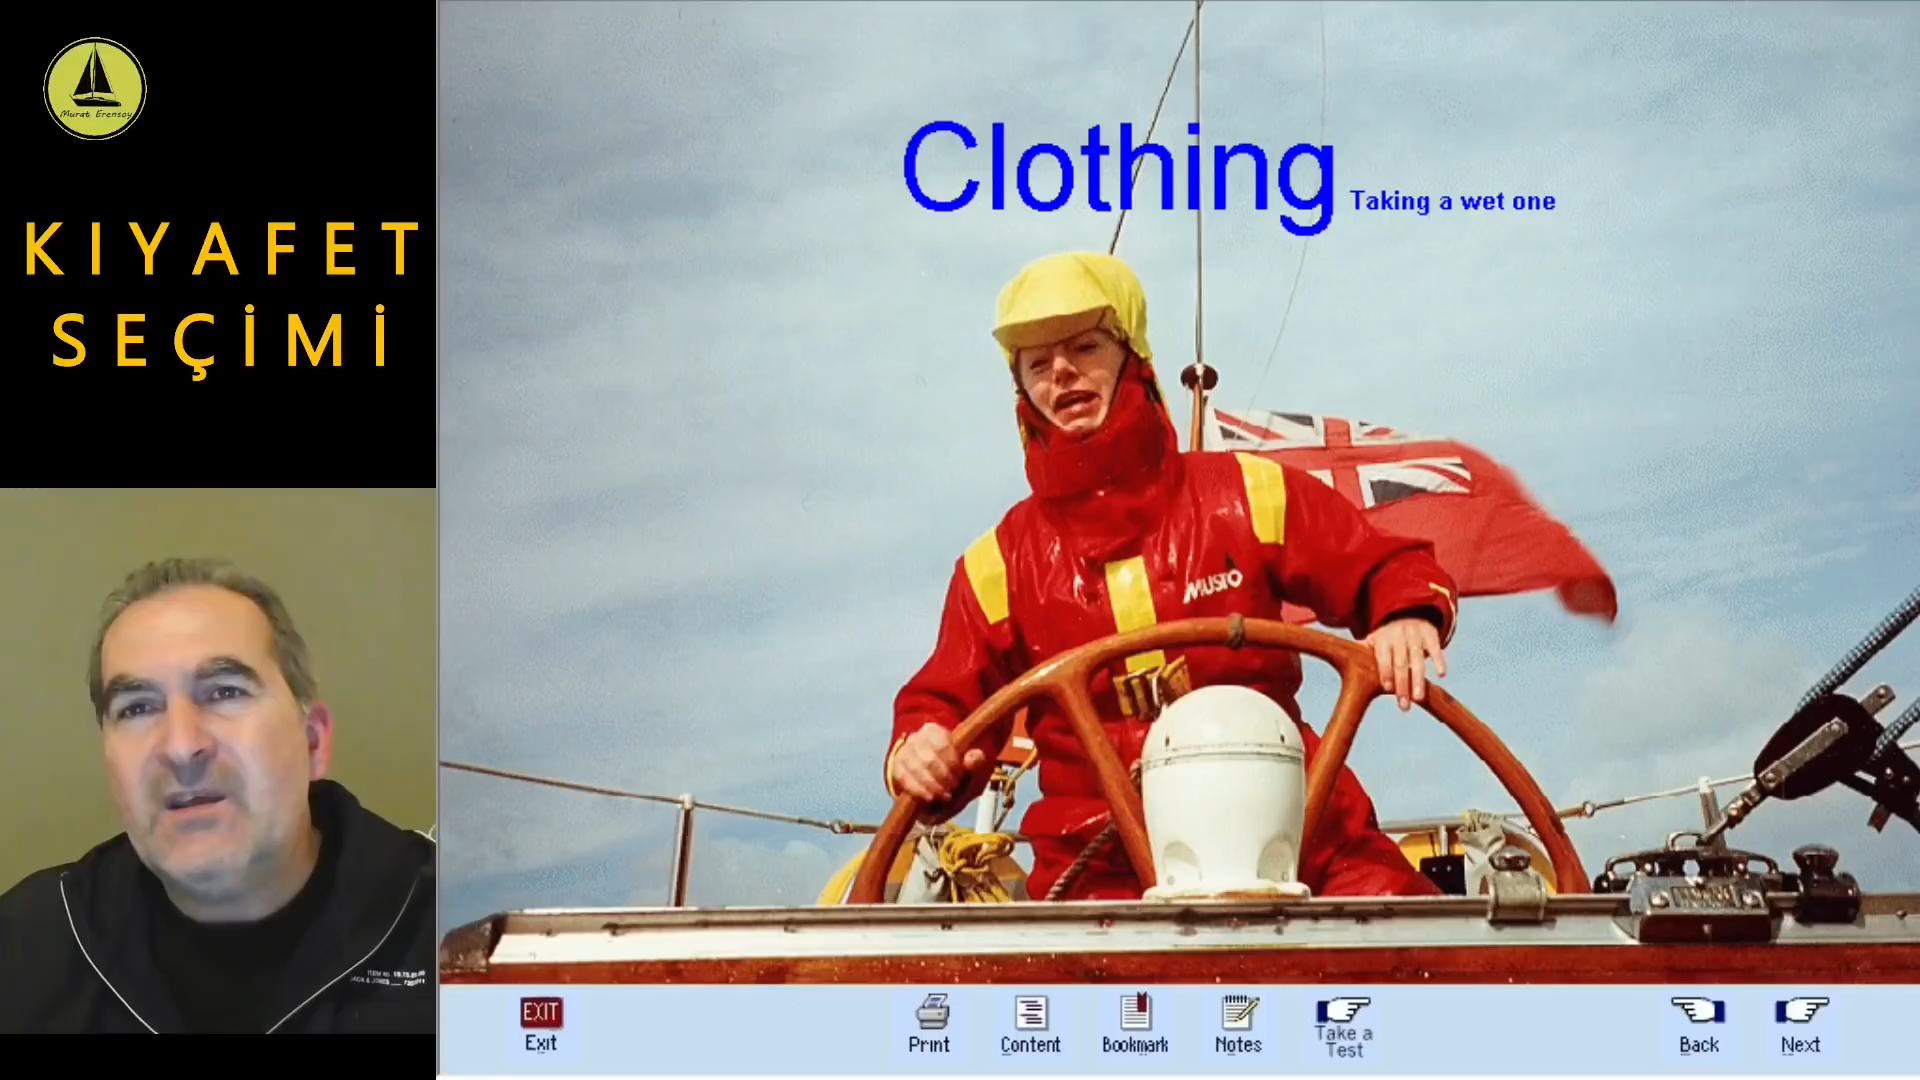 Murat Erensoy
KIYAFET
SEÇİMİ
Clothing
Taking a wet one
MUSTO
EXIT
Exit
Print
Content
Bookmark
Notes
Take a
Test
Back
Next